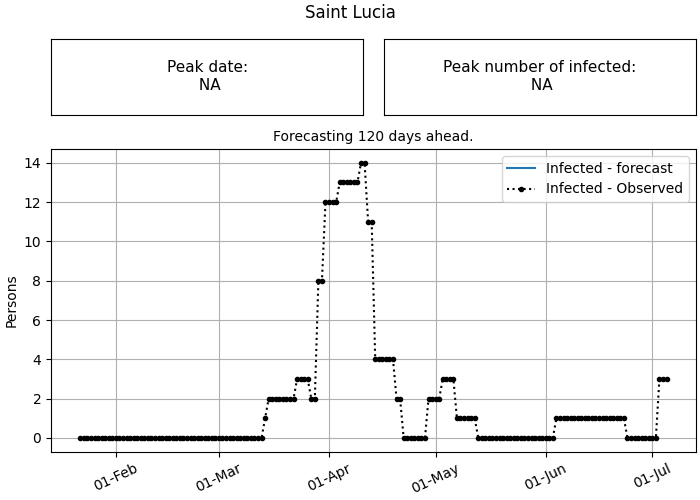 Saint Lucia
Peak date:
NA
Peak number of infected:
NA
Forecasting 120 days ahead.
14
12
10
8
6
4
2
0
Persons
Infected - forecast
Infected - Observed
01-Feb
01-Mar
01-Apr
01-May
01-Jun
01-Jul